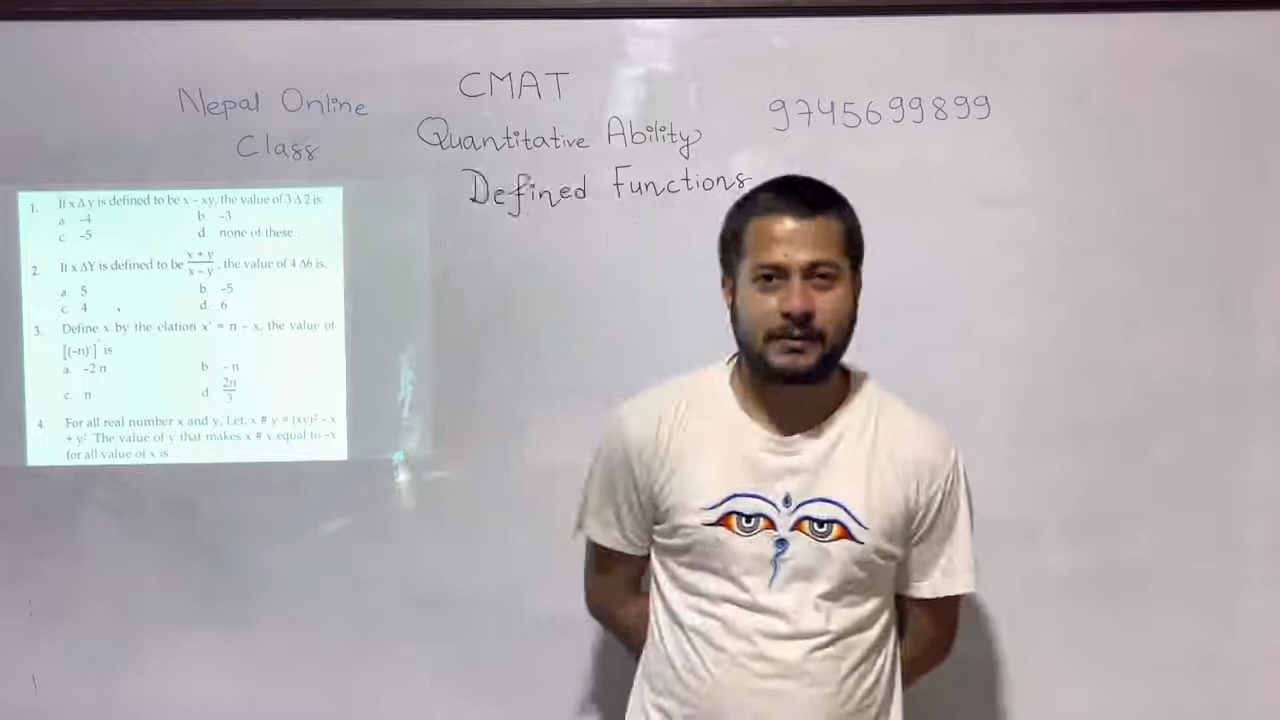 CMAT
Nepal Online
Class
Quantitative Ability
9745699899
Defined Functions
1. If x Δ y is defined to be x – xy, the value of 3 Δ 2 is:
a. –4 b. –3
c. –5 d. none of these
2. If x ΔY is defined to be x + y / x – y, the value of 4 Δ6 is,
a. 5 b. –5
c. 4 d. 6
3. Define x by the elation x' = n – x, the value of
[(–n)']' is
a. –2 n b. – n
c. n d. 2n / 3
4. For all real number x and y, Let, x # y = (xy)² – x
+ y² The value of y that makes x # y equal to –x
for all value of x is